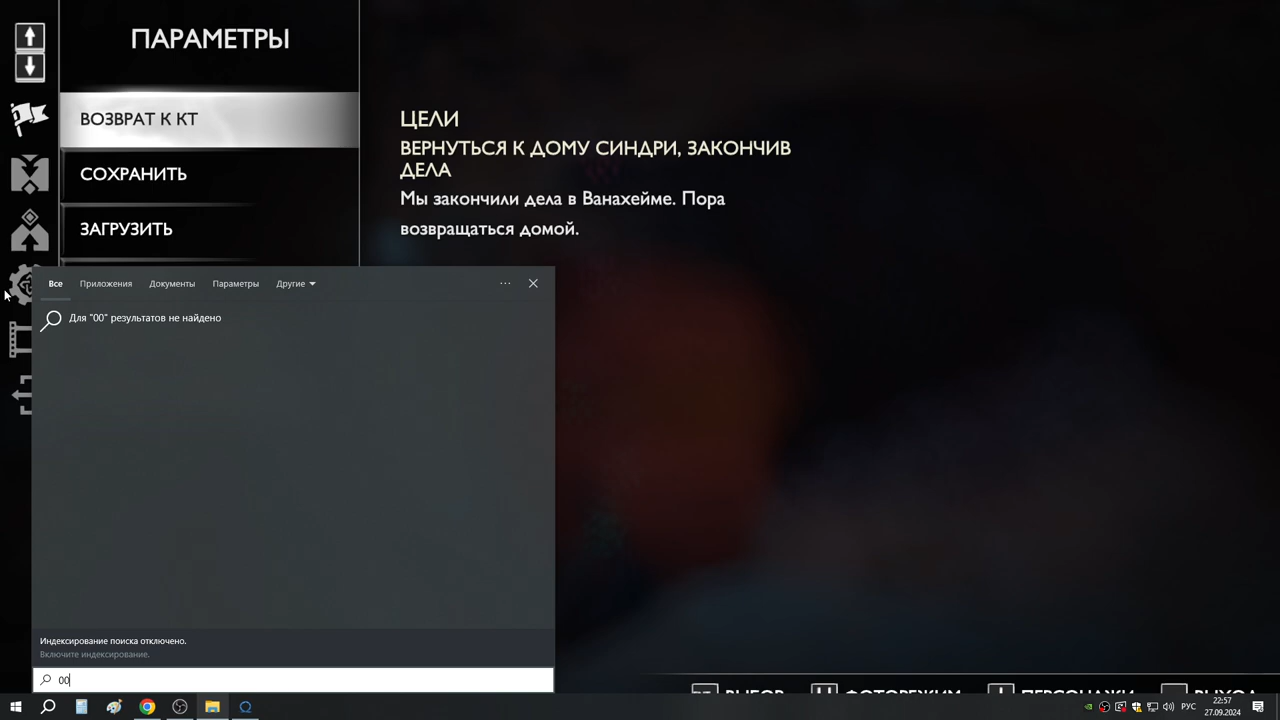 ПАРАМЕТРЫ
ВОЗВРАТ К КТ
СОХРАНИТЬ
ЗАГРУЗИТЬ
ЦЕЛИ
ВЕРНУТЬСЯ К ДОМУ СИНДРИ, ЗАКОНЧИВ
ДЕЛА
Мы закончили дела в Ванахейме. Пора
возвращаться домой.
Все Приложения Документы Параметры Другие
Для "00" результатов не найдено
Индексирование поиска отключено.
Включите индексирование.
00
ВЫБОР ФОТОРЕЖИМ ПЕРСОНАЖИ ВЫХОД
РУС
22:57
27.09.2024